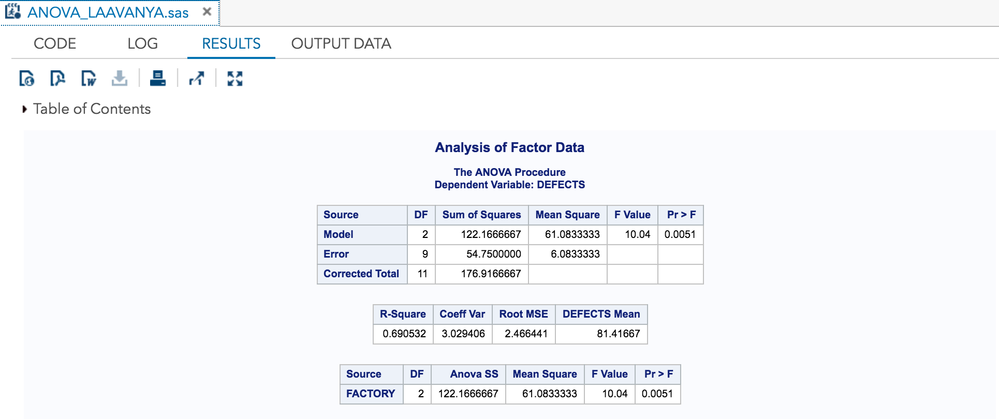 ANOVA_LAAVANYA.sas
CODE LOG RESULTS OUTPUT DATA
Table of Contents
Analysis of Factor Data
The ANOVA Procedure
Dependent Variable: DEFECTS
Source DF Sum of Squares Mean Square F Value Pr > F
Model 2 122.1666667 61.0833333 10.04 0.0051
Error 9 54.7500000 6.0833333
Corrected Total 11 176.9166667
R-Square Coeff Var Root MSE DEFECTS Mean
0.690532 3.029406 2.466441 81.41667
Source DF Anova SS Mean Square F Value Pr > F
FACTORY 2 122.1666667 61.0833333 10.04 0.0051